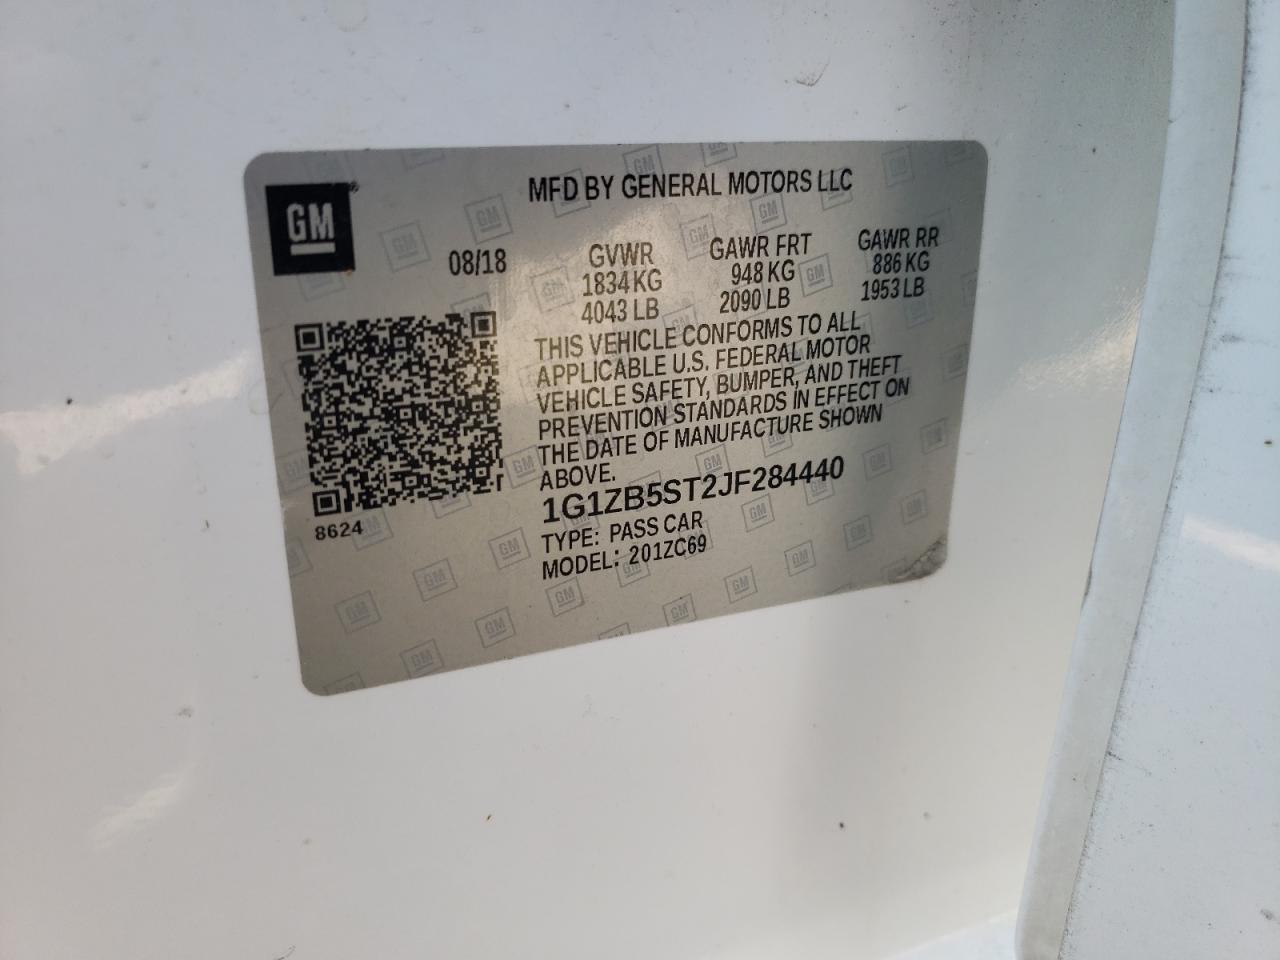 MFD BY GENERAL MOTORS LLC
GM®
08/18
GVWR GAWR FRT GAWR RR
1834KG 948 KG 886 KG
4043 LB 2090 LB 1953 LB
THIS VEHICLE CONFORMS TO ALL
APPLICABLE U.S. FEDERAL MOTOR
VEHICLE SAFETY, BUMPER, AND THEFT
PREVENTION STANDARDS IN EFFECT ON
THE DATE OF MANUFACTURE SHOWN
ABOVE.
1G1ZB5ST2JF284440
TYPE: PASS CAR
MODEL: 201ZC69
8624